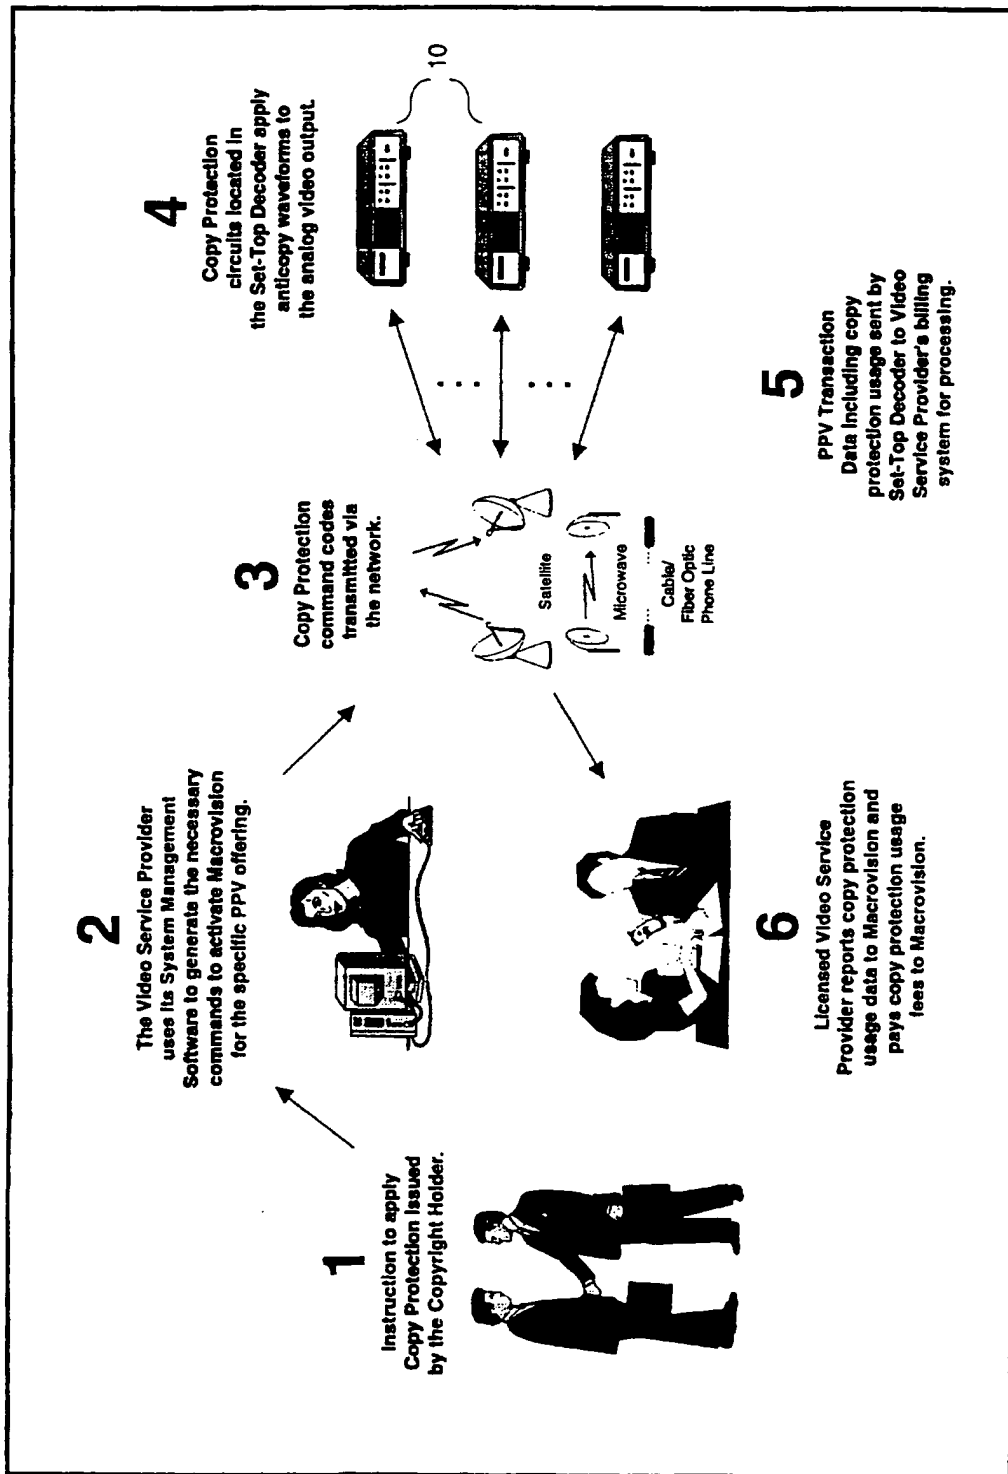 1
Instruction to apply
Copy Protection issued
by the Copyright Holder.
2
The Video Service Provider
uses its System Management
Software to generate the necessary
commands to activate Macrovision
for the specific PPV offering.
3
Copy Protection
command codes
transmitted via
the network.
Satellite
Microwave
Cable/
Fiber Optic
Phone Line
4
Copy Protection
circuits located in
the Set-Top Decoder apply
anticopy waveforms to
the analog video output.
10
5
PPV Transaction
Data including copy
protection usage sent by
Set-Top Decoder to Video
Service Provider's billing
system for processing.
6
Licensed Video Service
Provider reports copy protection
usage data to Macrovision and
pays copy protection usage
fees to Macrovision.